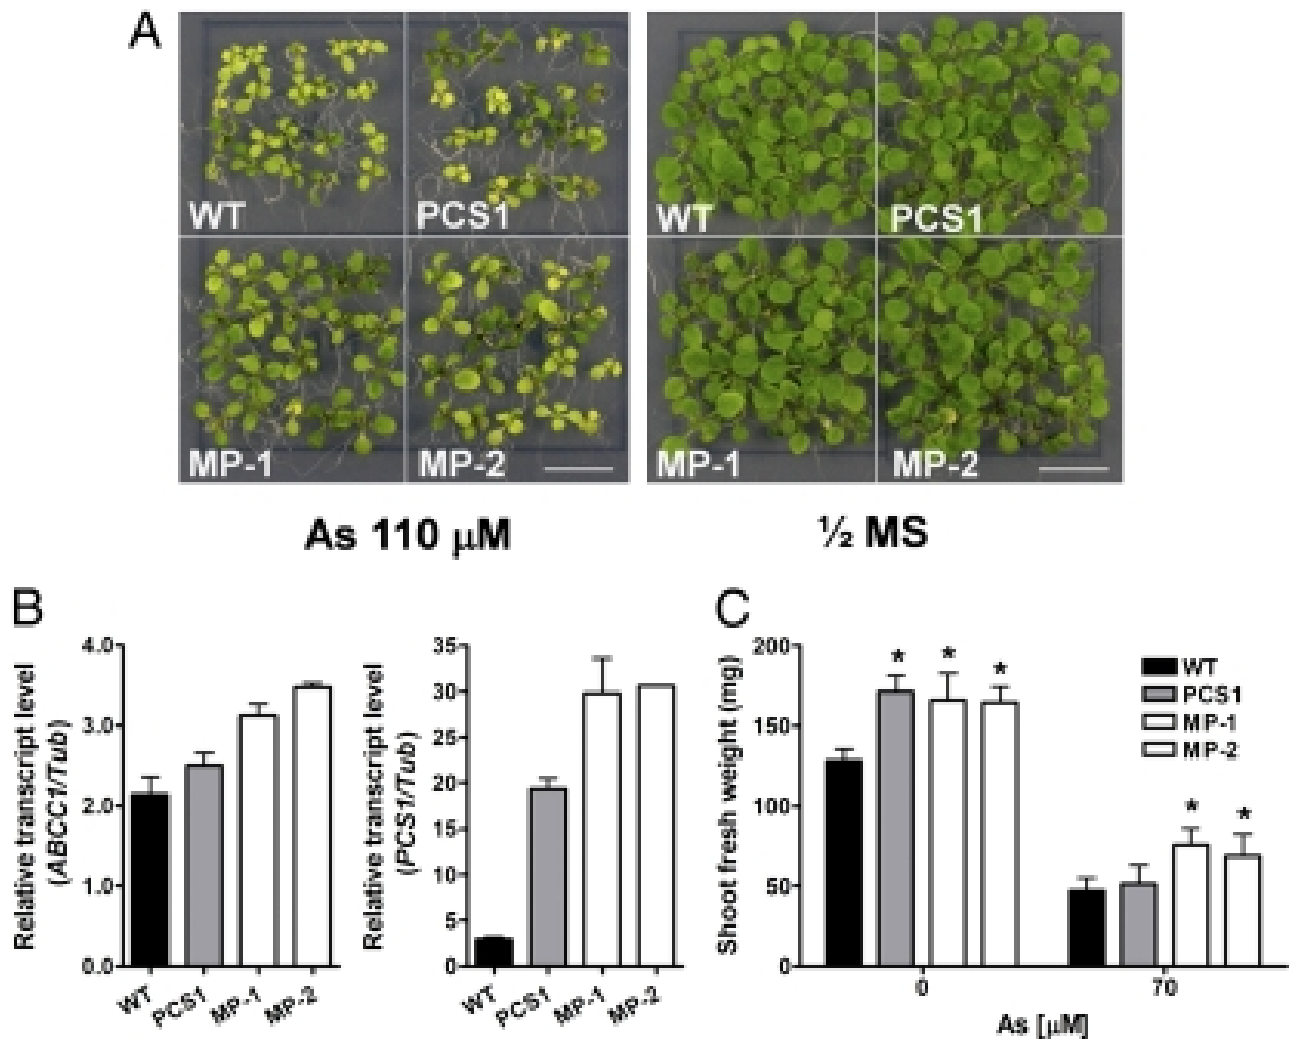 A
WT
PCS1
WT
PCS1
MP-1
MP-2
MP-1
MP-2
As 110 μM
½ MS
B
Relative transcript level
(ABCC1/Tub)
4.0
3.0
2.0
1.0
0.0
WT
PCS1
MP-1
MP-2
Relative transcript level
(PCS1/Tub)
35
30
25
20
15
10
5
0
WT
PCS1
MP-1
MP-2
C
Shoot fresh weight (mg)
200
150
100
50
0
* * *
* *
WT
PCS1
MP-1
MP-2
0
70
As [μM]